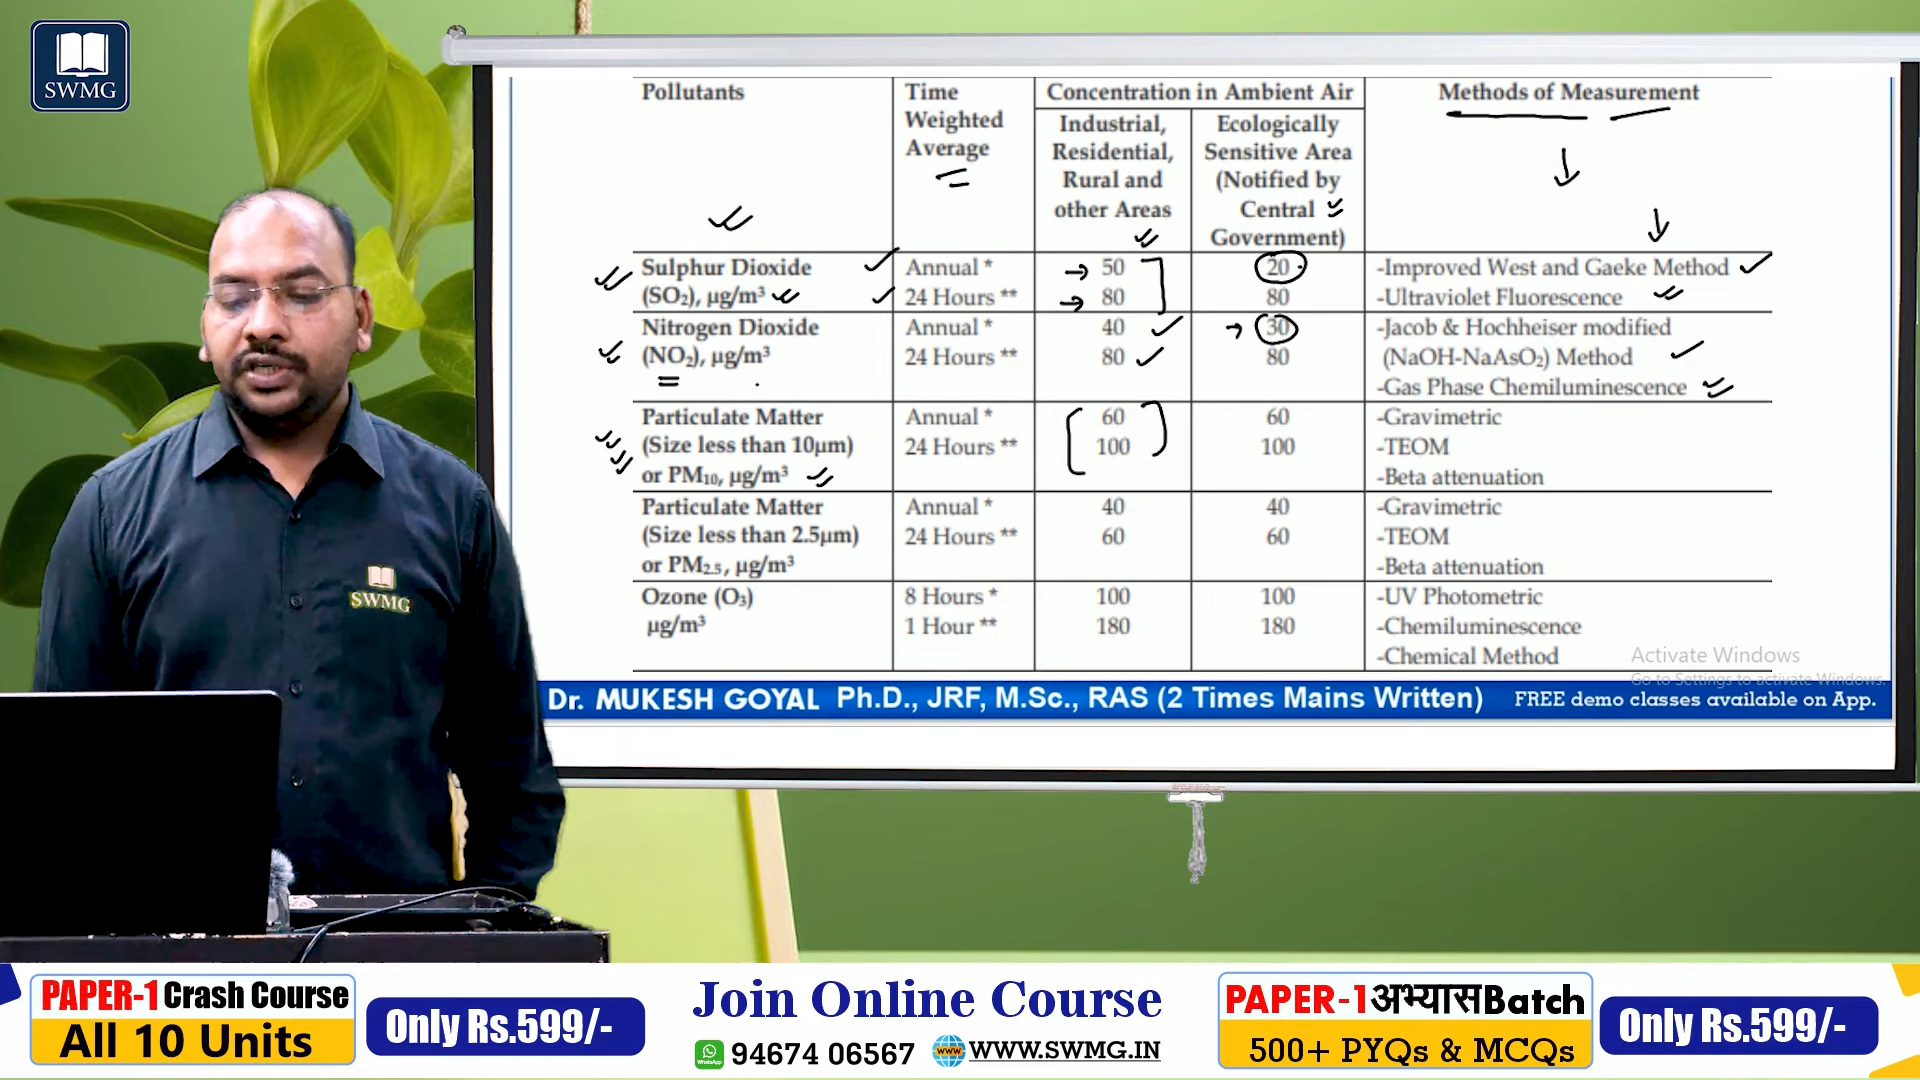 SWMG
Pollutants
Time
Weighted
Average
Concentration in Ambient Air
Industrial,
Residential,
Rural and
other Areas
Ecologically
Sensitive Area
(Notified by
Central
Government)
Methods of Measurement
Sulphur Dioxide
(SO₂), µg/m³
Annual *
24 Hours **
50
80
20
80
-Improved West and Gaeke Method
-Ultraviolet Fluorescence
Nitrogen Dioxide
(NO₂), µg/m³
Annual *
24 Hours **
40
80
30
80
-Jacob & Hochheiser modified
(NaOH-NaAsO₂) Method
-Gas Phase Chemiluminescence
Particulate Matter
(Size less than 10µm)
or PM₁₀, µg/m³
Annual *
24 Hours **
60
100
60
100
-Gravimetric
-TEOM
-Beta attenuation
Particulate Matter
(Size less than 2.5µm)
or PM₂.₅, µg/m³
Annual *
24 Hours **
40
60
40
60
-Gravimetric
-TEOM
-Beta attenuation
Ozone (O₃)
µg/m³
8 Hours *
1 Hour **
100
180
100
180
-UV Photometric
-Chemiluminescence
-Chemical Method
Activate Windows
Go to Settings to activate Windows.
SWMG
Dr. MUKESH GOYAL Ph.D., JRF, M.Sc., RAS (2 Times Mains Written)
FREE demo classes available on App.
PAPER-1 Crash Course
All 10 Units
Only Rs.599/-
Join Online Course
94674 06567
WWW.SWMG.IN
PAPER-1 अभ्यास Batch
500+ PYQs & MCQs
Only Rs.599/-